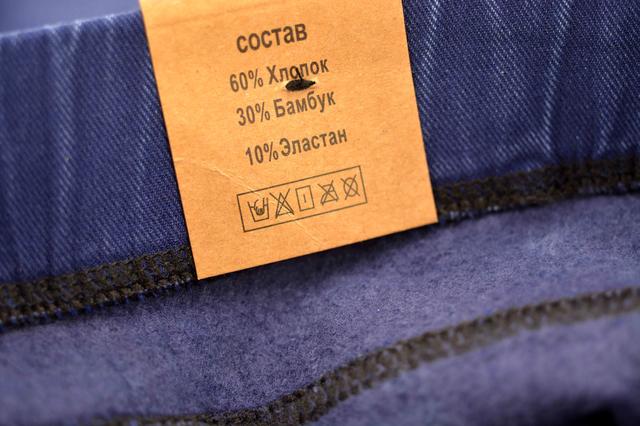 состав
60% Хлопок
30% Бамбук
10%Эластан